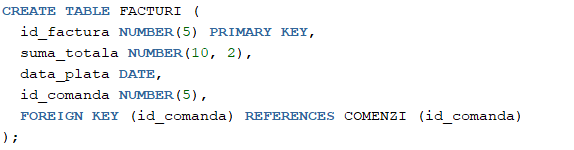 CREATE TABLE FACTURI (
  id_factura NUMBER(5) PRIMARY KEY,
  suma_totala NUMBER(10, 2),
  data_plata DATE,
  id_comanda NUMBER(5),
  FOREIGN KEY (id_comanda) REFERENCES COMENZI (id_comanda)
);